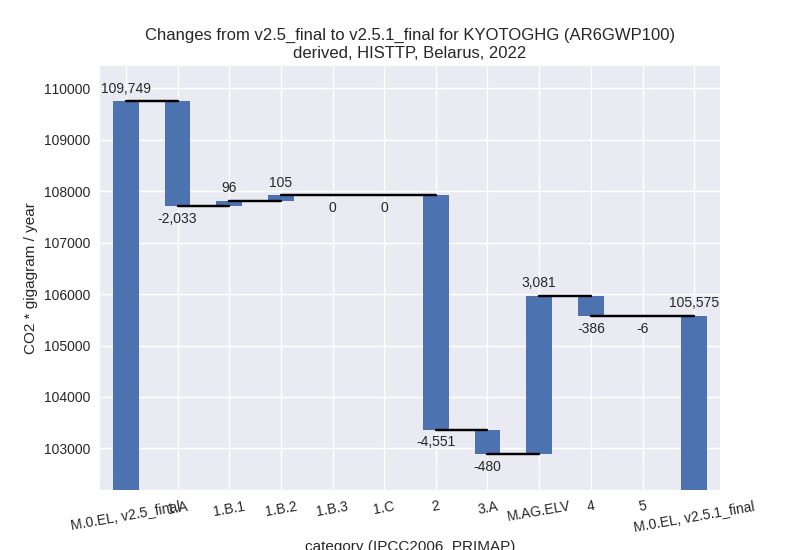 Changes from v2.5_final to v2.5.1_final for KYOTOGHG (AR6GWP100)
derived, HISTTP, Belarus, 2022
CO2 * gigagram / year
110000
109000
108000
107000
106000
105000
104000
103000
109,749
-2,033
96
105
0
0
-4,551
-480
3,081
-386
-6
105,575
M.0.EL, v2.5_final
1.A
1.B.1
1.B.2
1.B.3
1.C
2
3.A
M.AG.ELV
4
5
M.0.EL, v2.5.1_final
category (IPCC2006_PRIMAP)